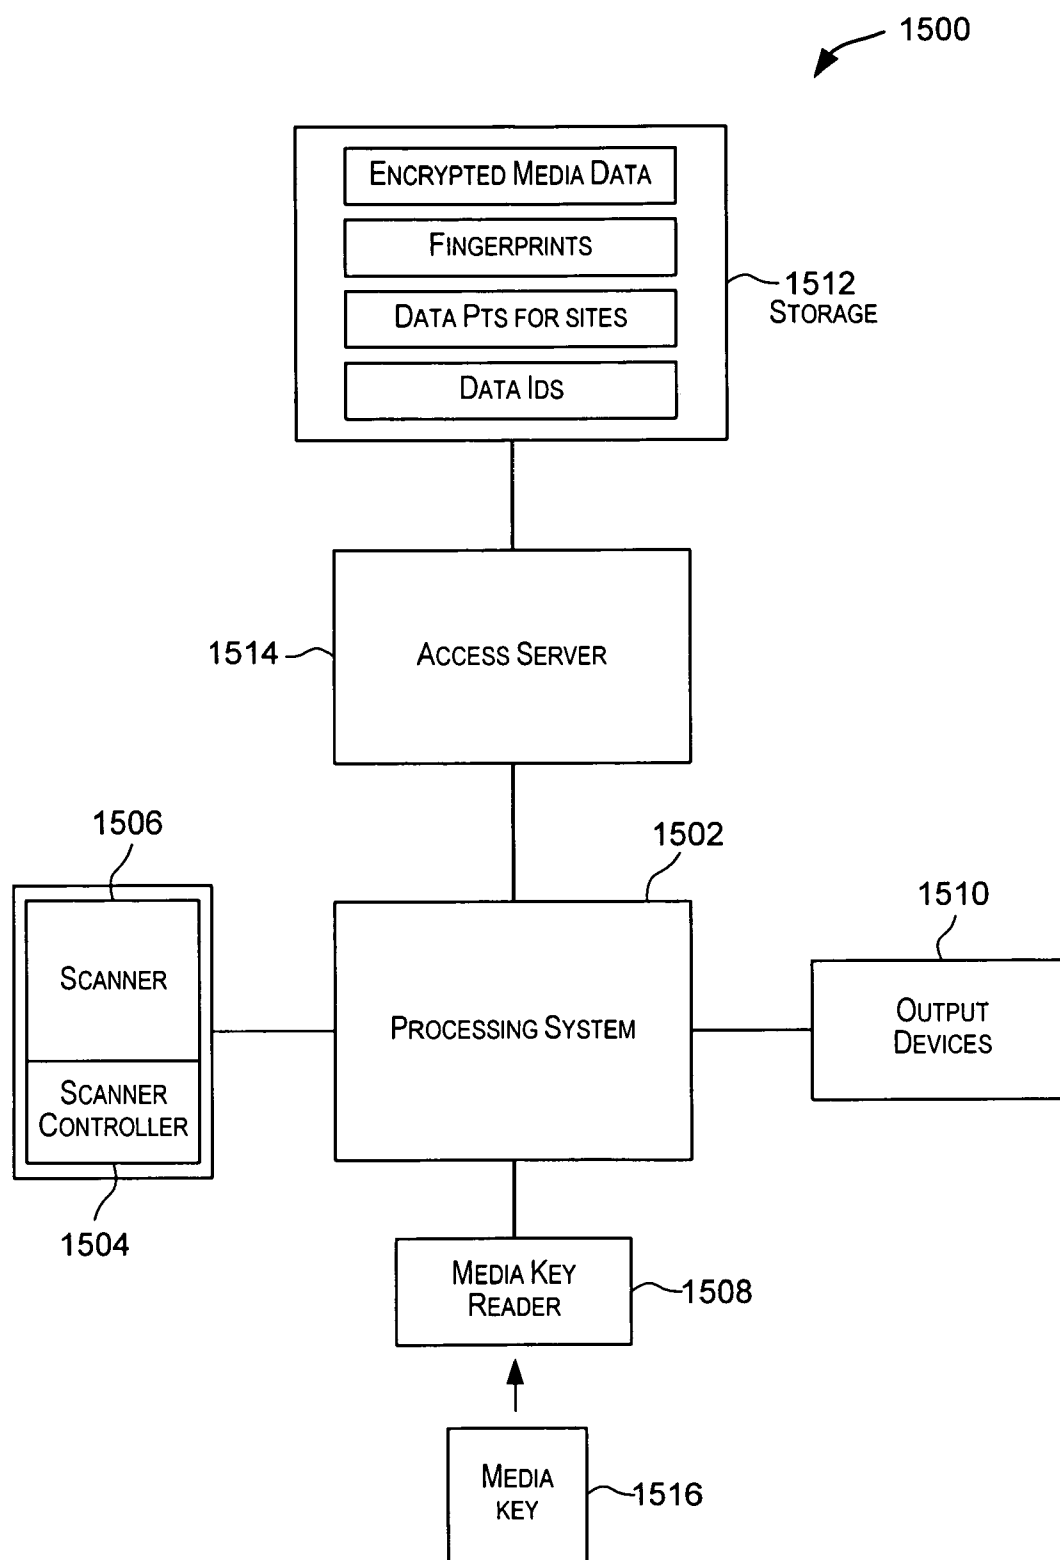 1500
ENCRYPTED MEDIA DATA
FINGERPRINTS
DATA PTS FOR SITES
DATA IDS
1512
STORAGE
1514
ACCESS SERVER
1506
1502
1510
SCANNER
PROCESSING SYSTEM
OUTPUT
DEVICES
SCANNER
CONTROLLER
1504
MEDIA KEY
READER
1508
MEDIA
KEY
1516